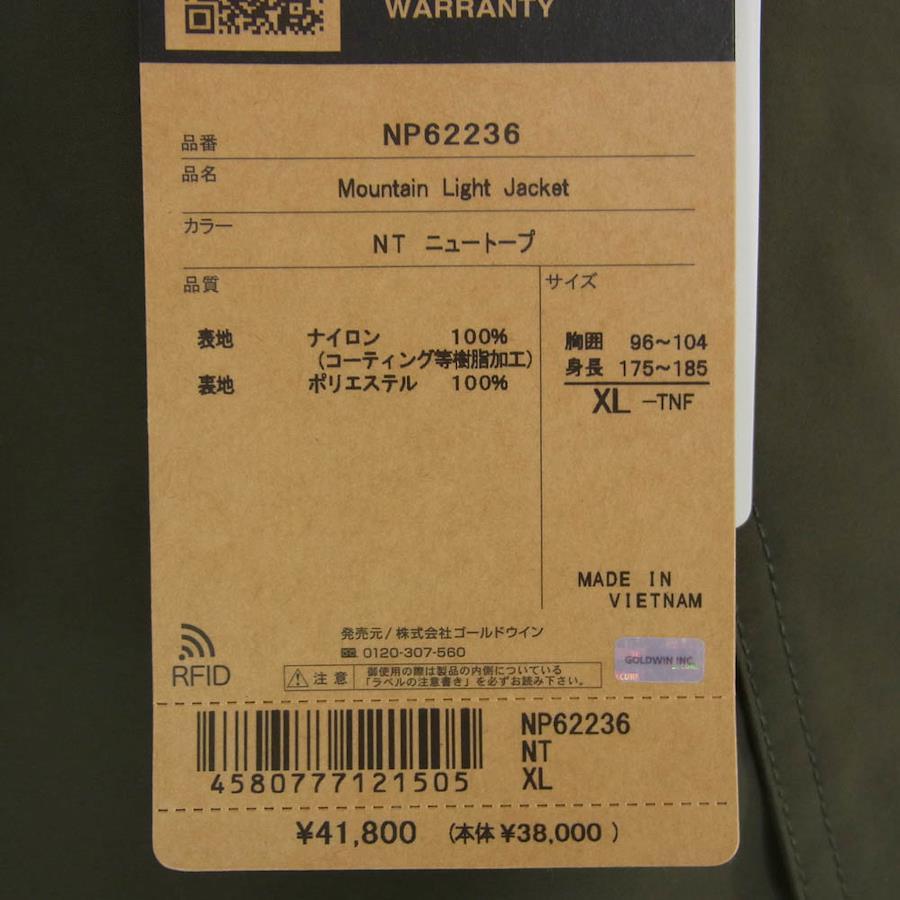 WARRANTY
品番 NP62236
品名 Mountain Light Jacket
カラー NT ニュートープ
品質
表地 ナイロン 100%
(コーティング等樹脂加工)
裏地 ポリエステル 100%
サイズ
胸囲 96〜104
身長 175〜185
XL -TNF
MADE IN
VIETNAM
発売元/株式会社ゴールドウイン
0120-307-560
RFID
注意 御使用の際は製品の内側についている
「ラベルの注意書き」を必ずお読み下さい。
GOLDWIN INC.
4580777121505
NP62236
NT
XL
¥41,800 (本体 ¥38,000 )